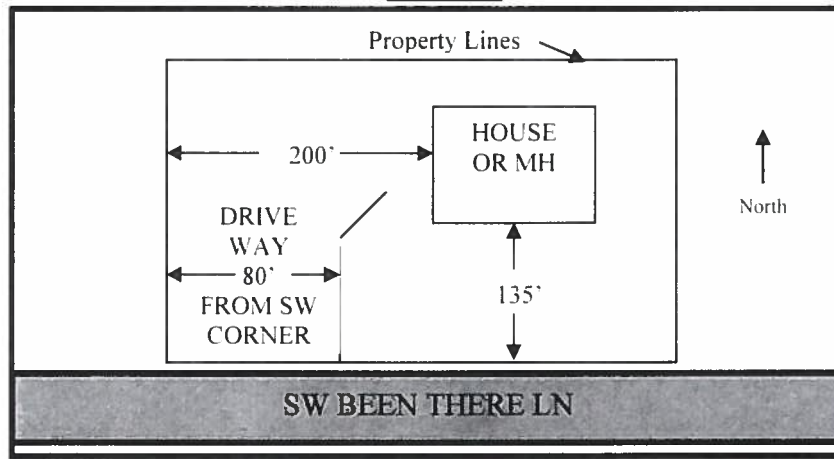 Property Lines
HOUSE
OR MH
200'
North
DRIVE
WAY
80'
FROM SW
CORNER
135'
SW BEEN THERE LN